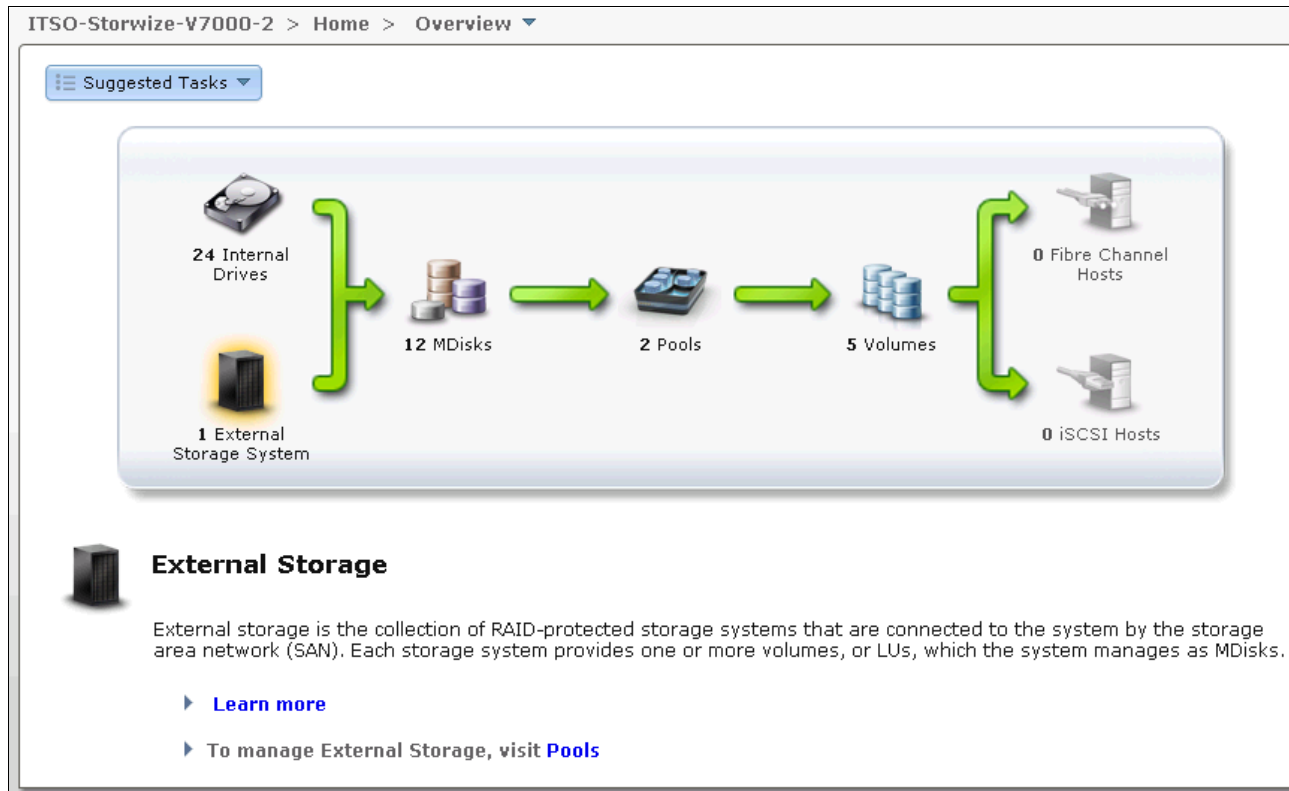 ITSO-Storwize-V7000-2 > Home > Overview
Suggested Tasks
24 Internal
Drives
1 External
Storage System
12 MDisks
2 Pools
5 Volumes
0 Fibre Channel
Hosts
0 iSCSI Hosts
External Storage
External storage is the collection of RAID-protected storage systems that are connected to the system by the storage
area network (SAN). Each storage system provides one or more volumes, or LUs, which the system manages as MDisks.
Learn more
To manage External Storage, visit Pools